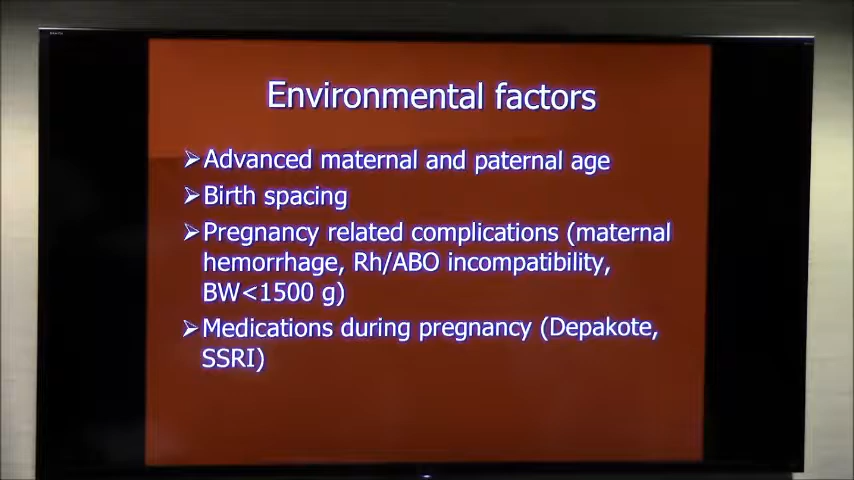 Environmental factors
➢Advanced maternal and paternal age
➢Birth spacing
➢Pregnancy related complications (maternal
hemorrhage, Rh/ABO incompatibility,
BW<1500 g)
➢Medications during pregnancy (Depakote,
SSRI)